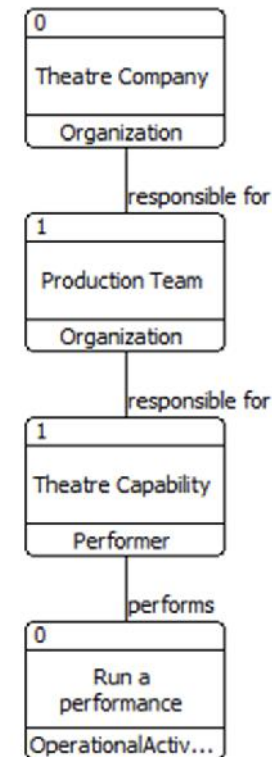 0
Theatre Company
Organization
responsible for
1
Production Team
Organization
responsible for
1
Theatre Capability
Performer
performs
0
Run a
performance
OperationalActiv...